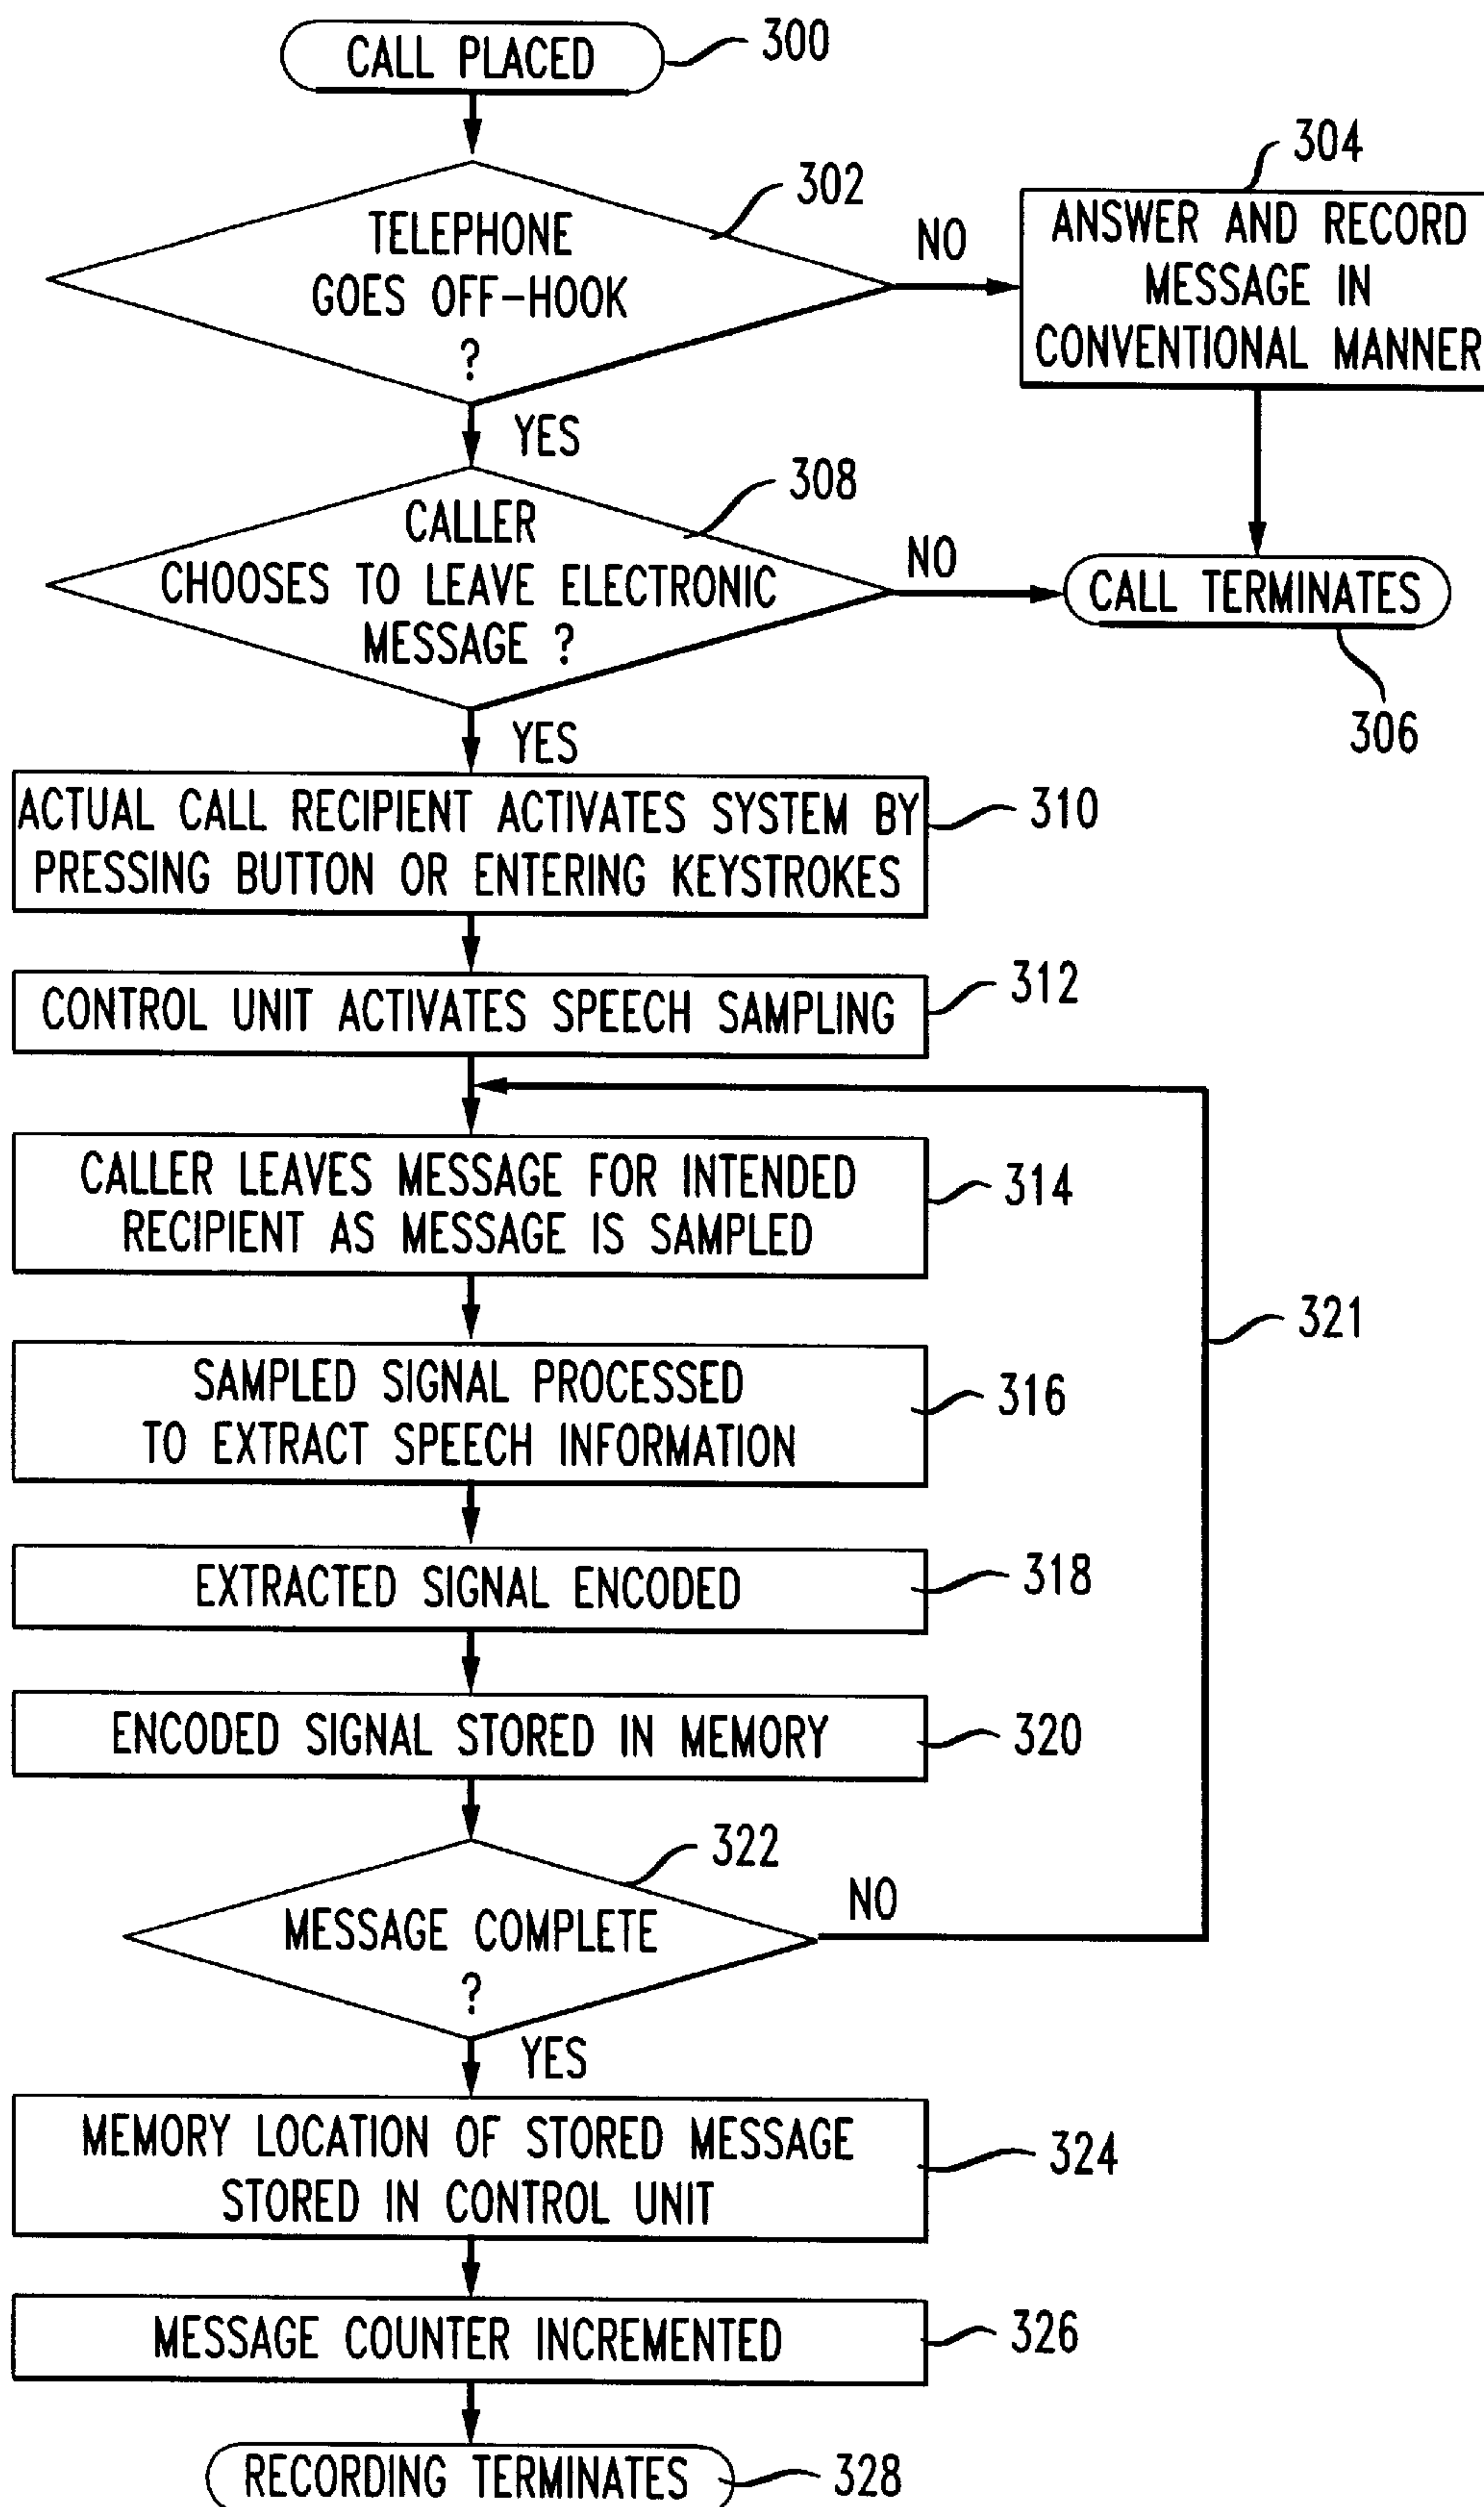 CALL PLACED
300
TELEPHONE
GOES OFF-HOOK
?
302
NO
304
ANSWER AND RECORD
MESSAGE IN
CONVENTIONAL MANNER
YES
CALLER
CHOOSES TO LEAVE ELECTRONIC
MESSAGE ?
308
NO
CALL TERMINATES
306
YES
ACTUAL CALL RECIPIENT ACTIVATES SYSTEM BY
PRESSING BUTTON OR ENTERING KEYSTROKES
310
CONTROL UNIT ACTIVATES SPEECH SAMPLING
312
CALLER LEAVES MESSAGE FOR INTENDED
RECIPIENT AS MESSAGE IS SAMPLED
314
321
SAMPLED SIGNAL PROCESSED
TO EXTRACT SPEECH INFORMATION
316
EXTRACTED SIGNAL ENCODED
318
ENCODED SIGNAL STORED IN MEMORY
320
MESSAGE COMPLETE
?
322
NO
YES
MEMORY LOCATION OF STORED MESSAGE
STORED IN CONTROL UNIT
324
MESSAGE COUNTER INCREMENTED
326
RECORDING TERMINATES
328